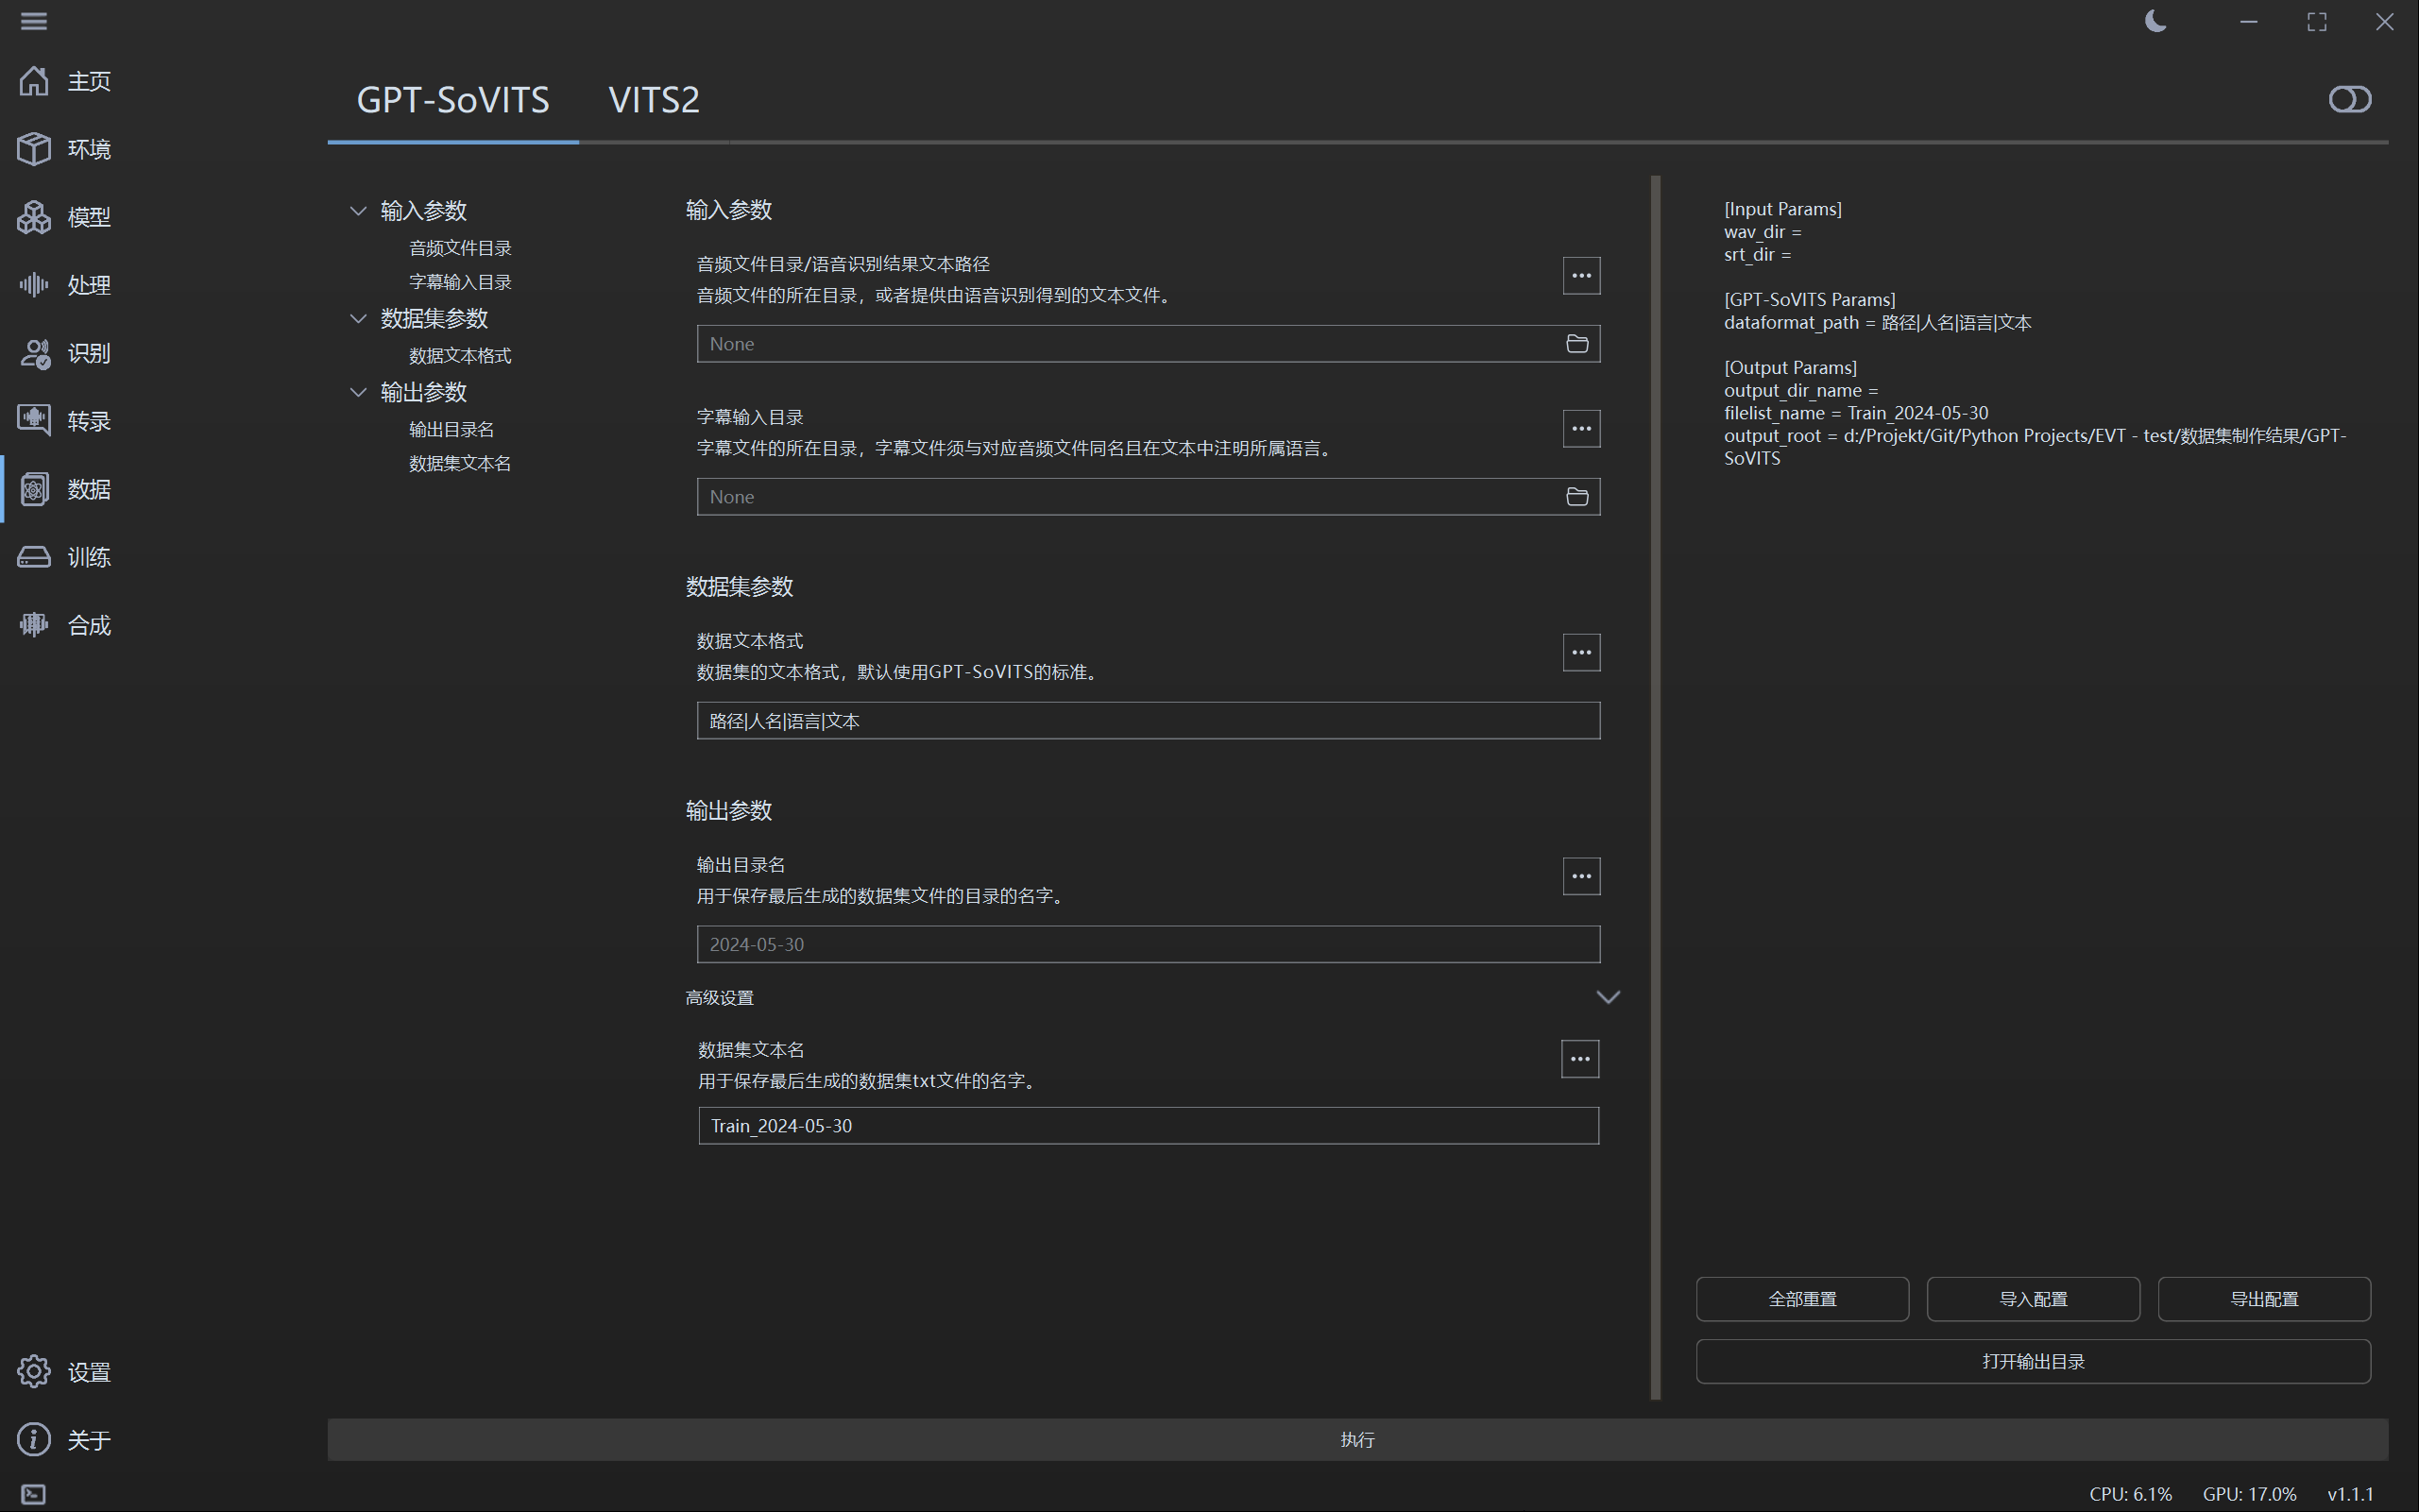 主页
环境
模型
处理
识别
转录
数据
训练
合成
设置
关于
GPT-SoVITS
VITS2
输入参数
音频文件目录
字幕输入目录
数据集参数
数据文本格式
输出参数
输出目录名
数据集文本名
输入参数
音频文件目录/语音识别结果文本路径
音频文件的所在目录，或者提供由语音识别得到的文本文件。
None
字幕输入目录
字幕文件的所在目录，字幕文件须与对应音频文件同名且在文本中注明所属语言。
None
数据集参数
数据文本格式
数据集的文本格式，默认使用GPT-SoVITS的标准。
路径|人名|语言|文本
输出参数
输出目录名
用于保存最后生成的数据集文件的目录的名字。
2024-05-30
高级设置
数据集文本名
用于保存最后生成的数据集txt文件的名字。
Train_2024-05-30
[Input Params]
wav_dir =
srt_dir =
[GPT-SoVITS Params]
dataformat_path = 路径|人名|语言|文本
[Output Params]
output_dir_name =
filelist_name = Train_2024-05-30
output_root = d:/Projekt/Git/Python Projects/EVT - test/数据集制作结果/GPT-
SoVITS
全部重置
导入配置
导出配置
打开输出目录
执行
CPU: 6.1%
GPU: 17.0%
v1.1.1